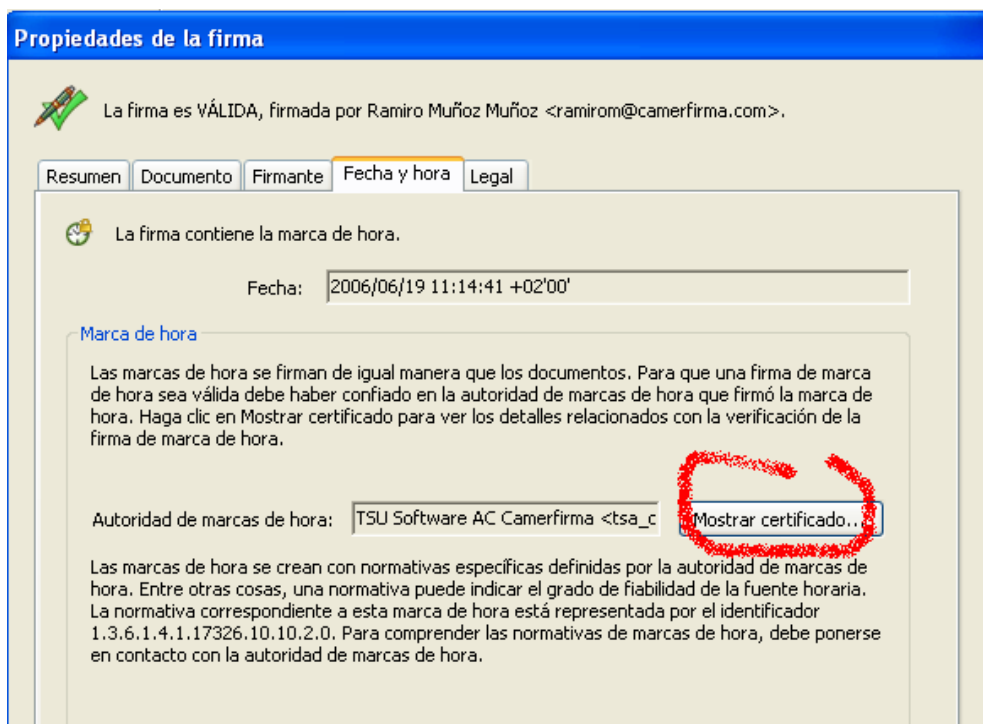 Propiedades de la firma
La firma es VÁLIDA, firmada por Ramiro Muñoz Muñoz <ramirom@camerfirma.com>.
Resumen Documento Firmante Fecha y hora Legal
La firma contiene la marca de hora.
Fecha: 2006/06/19 11:14:41 +02'00'
Marca de hora
Las marcas de hora se firman de igual manera que los documentos. Para que una firma de marca
de hora sea válida debe haber confiado en la autoridad de marcas de hora que firmó la marca de
hora. Haga clic en Mostrar certificado para ver los detalles relacionados con la verificación de la
firma de marca de hora.
Autoridad de marcas de hora: TSU Software AC Camerfirma <tsa_c Mostrar certificado...
Las marcas de hora se crean con normativas específicas definidas por la autoridad de marcas de
hora. Entre otras cosas, una normativa puede indicar el grado de fiabilidad de la fuente horaria.
La normativa correspondiente a esta marca de hora está representada por el identificador
1.3.6.1.4.1.17326.10.10.2.0. Para comprender las normativas de marcas de hora, debe ponerse
en contacto con la autoridad de marcas de hora.